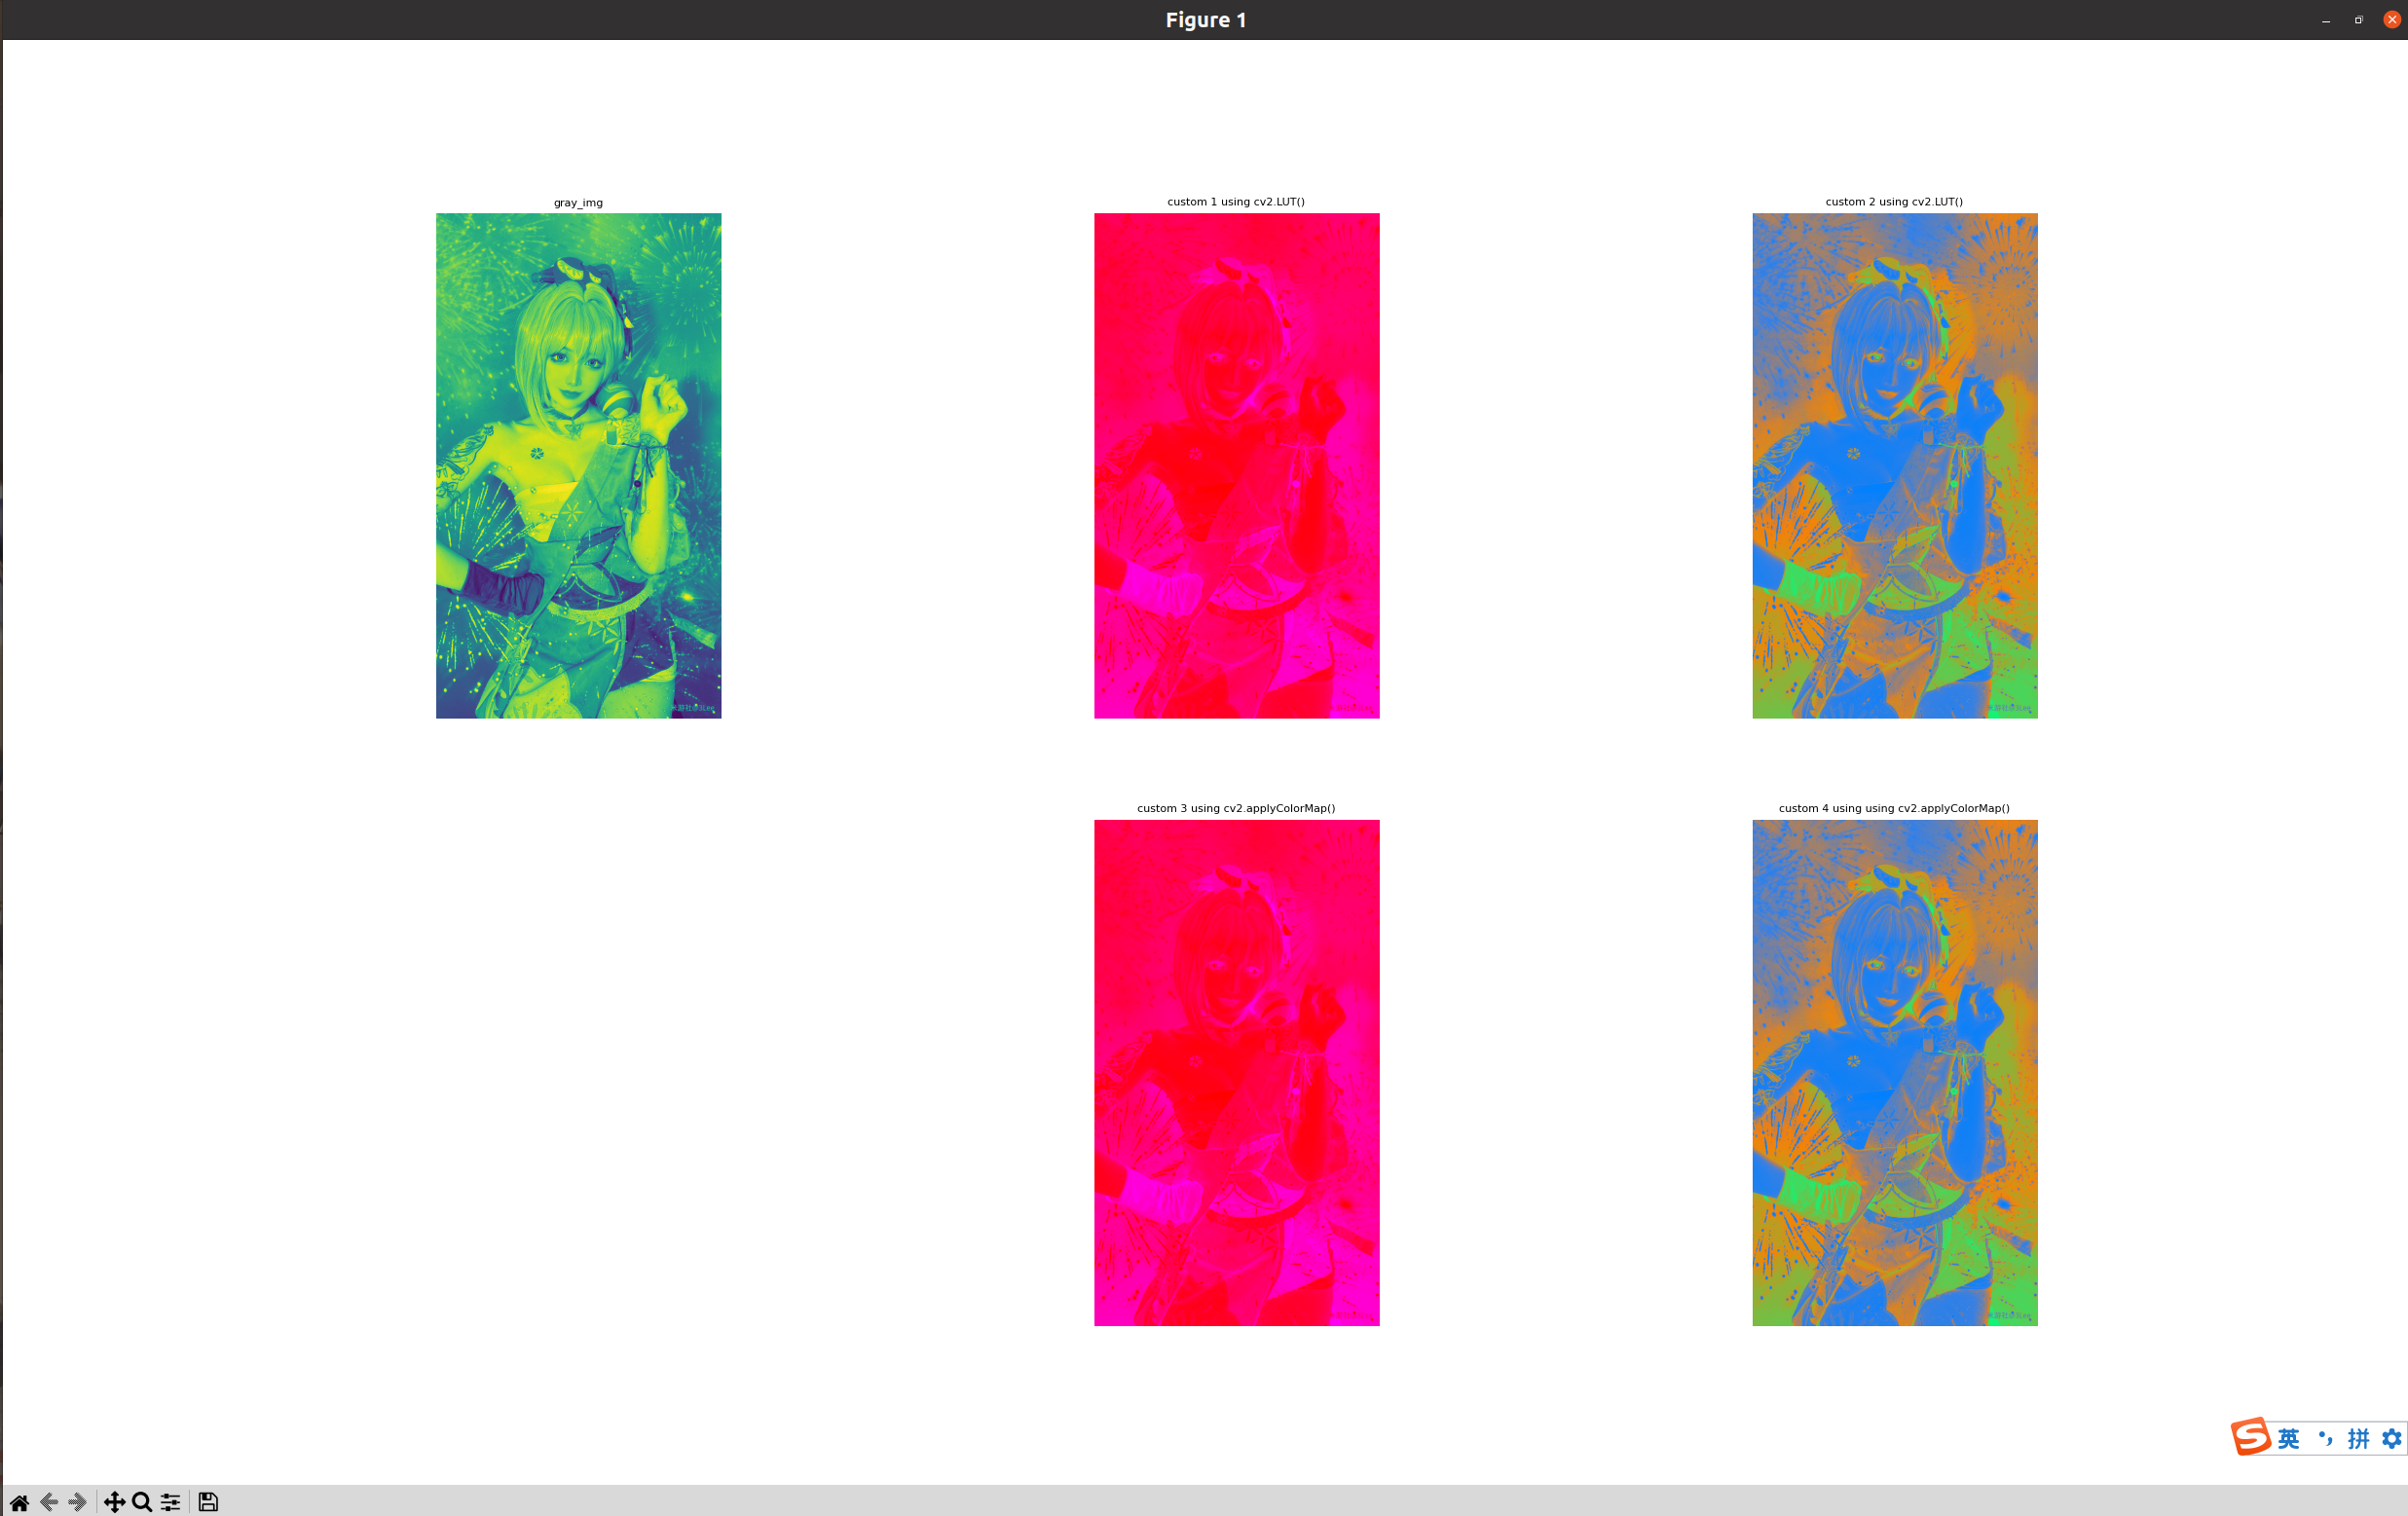 Figure 1
gray_img
custom 1 using cv2.LUT()
custom 2 using cv2.LUT()
custom 3 using cv2.applyColorMap()
custom 4 using using cv2.applyColorMap()
英 拼